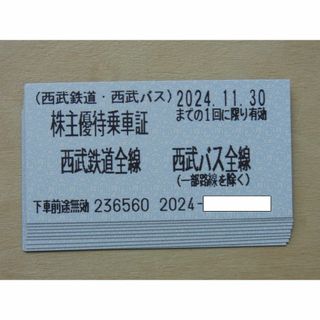 (西武鉄道・西武バス) 2024.11.30
株主優待乗車証 までの1回に限り有効
西武鉄道全線 西武バス全線
(一部路線を除く)
下車前途無効 236560 2024-